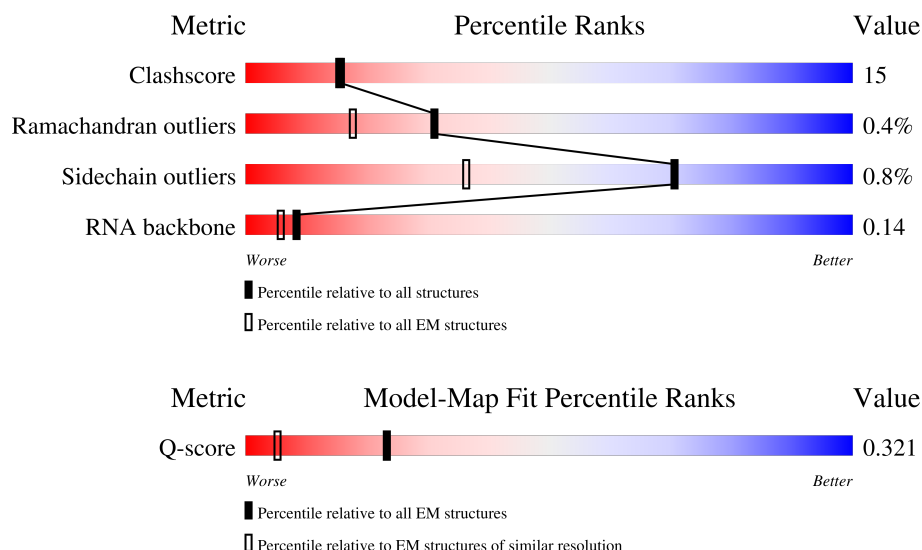 Metric Percentile Ranks Value
Clashscore 15
Ramachandran outliers 0.4%
Sidechain outliers 0.8%
RNA backbone 0.14
Worse Better
Percentile relative to all structures
Percentile relative to all EM structures
Metric Model-Map Fit Percentile Ranks Value
Q-score 0.321
Worse Better
Percentile relative to all EM structures
Percentile relative to EM structures of similar resolution